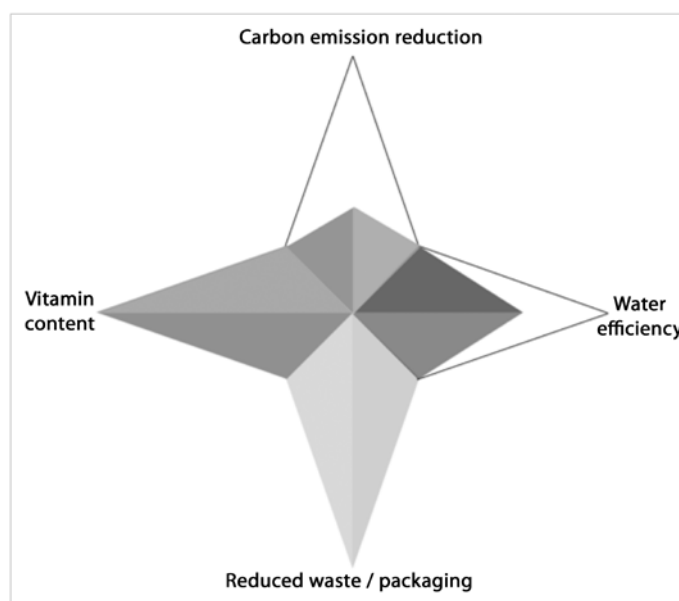 Carbon emission reduction
Vitamin
content
Water
efficiency
Reduced waste / packaging